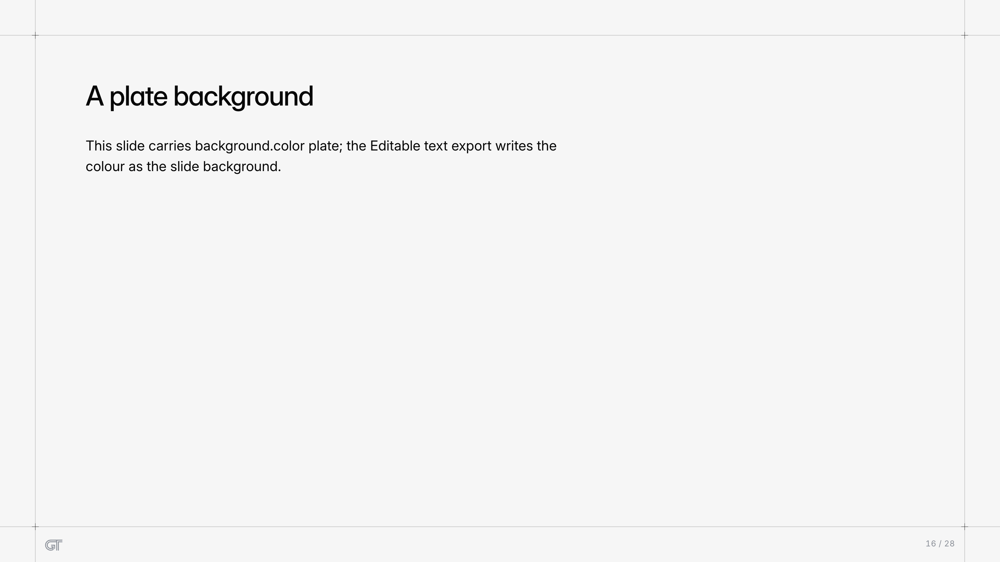 A plate background
This slide carries background.color plate; the Editable text export writes the
colour as the slide background.
GT
16 / 28